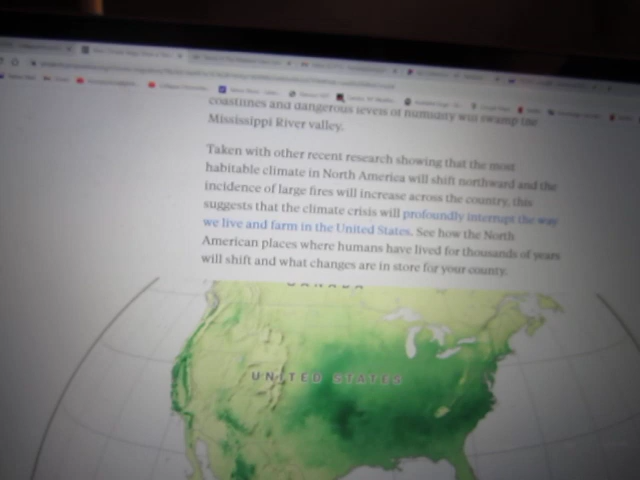 coastlines and dangerous levels of humidity will swamp the
Mississippi River valley.
Taken with other recent research showing that the most
habitable climate in North America will shift northward and the
incidence of large fires will increase across the country, this
suggests that the climate crisis will profoundly interrupt the way
we live and farm in the United States. See how the North
American places where humans have lived for thousands of years
will shift and what changes are in store for your county.
CANADA
UNITED STATES